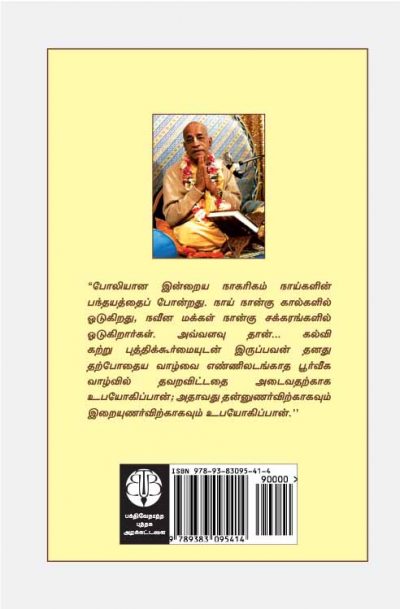 “போலியான இன்றைய நாகரிகம் நாய்களின்
பந்தயத்தைப் போன்றது. நாய் நான்கு கால்களில்
ஓடுகிறது, நவீன மக்கள் நான்கு சக்கரங்களில்
ஓடுகிறார்கள். அவ்வளவு தான்... கல்வி
கற்று புத்திக்கூர்மையுடன் இருப்பவன் தனது
தற்போதைய வாழ்வை எண்ணிலடங்காத பூர்வீக
வாழ்வில் தவறவிட்டதை அடைவதற்காக
உபயோகிப்பான்; அதாவது தன்னுணர்விற்காகவும்
இறையுணர்விற்காகவும் உபயோகிப்பான்.’’
BBT
பக்திவேதாந்த
புத்தக
அறக்கட்டளை
ISBN 978-93-83095-41-4
90000 >
9 789383 095414